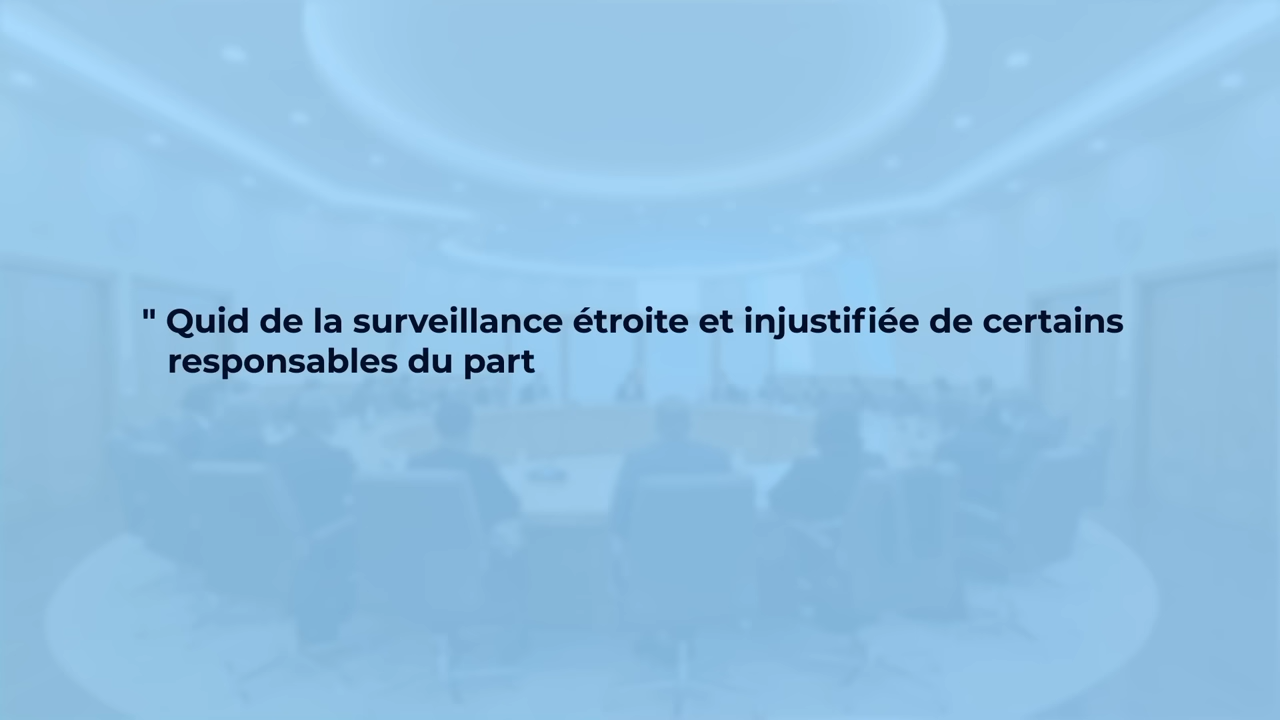 " Quid de la surveillance étroite et injustifiée de certains
responsables du part